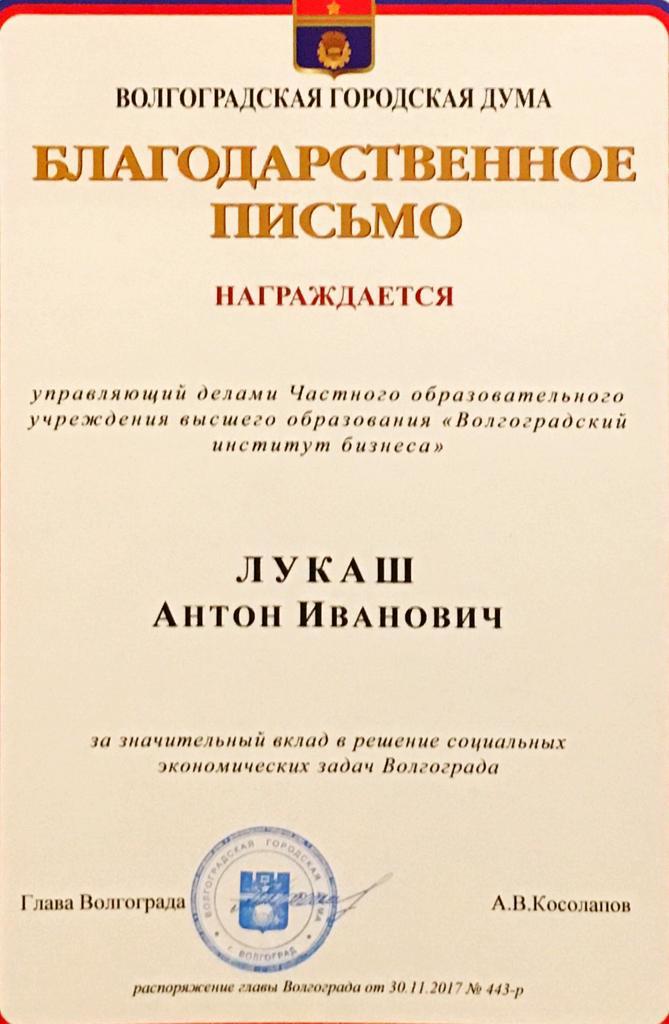 ВОЛГОГРАДСКАЯ ГОРОДСКАЯ ДУМА
БЛАГОДАРСТВЕННОЕ
ПИСЬМО
НАГРАЖДАЕТСЯ
управляющий делами Частного образовательного
учреждения высшего образования «Волгоградский
институт бизнеса»
ЛУКАШ
АНТОН ИВАНОВИЧ
за значительный вклад в решение социальных
экономических задач Волгограда
ВОЛГОГРАДСКАЯ ГОРОДСКАЯ ДУМА
г. ВОЛГОГРАД
Глава Волгограда
А.В.Косолапов
распоряжение главы Волгограда от 30.11.2017 № 443-р